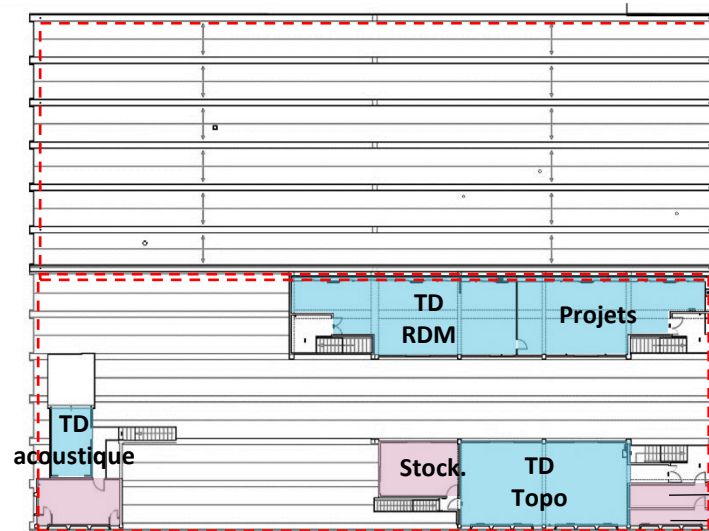 TD
RDM
Projets
TD
acoustique
Stock.
TD
Topo